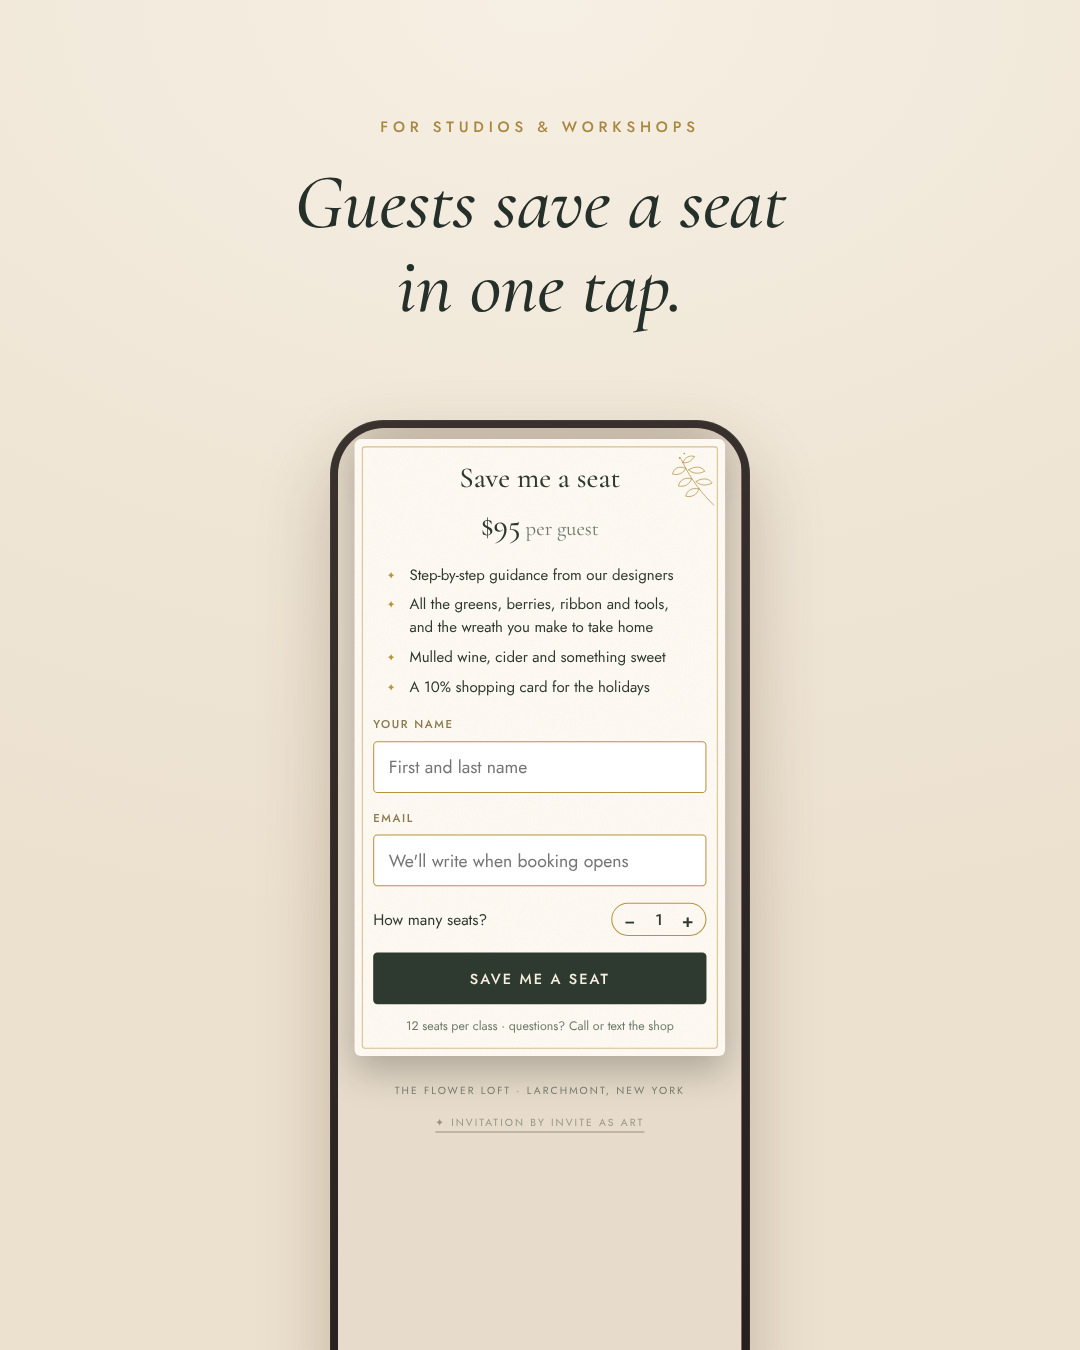 FOR STUDIOS & WORKSHOPS
Guests save a seat
in one tap.
Save me a seat
$95 per guest
✦ Step-by-step guidance from our designers
✦ All the greens, berries, ribbon and tools,
and the wreath you make to take home
✦ Mulled wine, cider and something sweet
✦ A 10% shopping card for the holidays
YOUR NAME
First and last name
EMAIL
We'll write when booking opens
How many seats? − 1 +
SAVE ME A SEAT
12 seats per class · questions? Call or text the shop
THE FLOWER LOFT · LARCHMONT, NEW YORK
✦ INVITATION BY INVITE AS ART